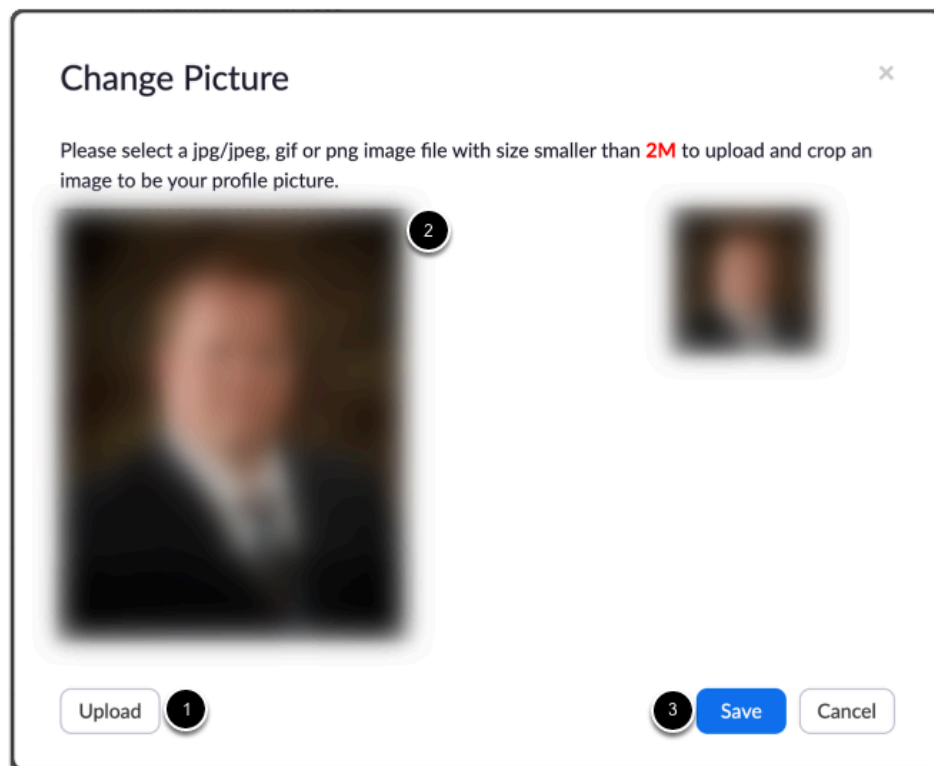 Change Picture
×
Please select a jpg/jpeg, gif or png image file with size smaller than 2M to upload and crop an
image to be your profile picture.
2
Upload 1 3 Save Cancel